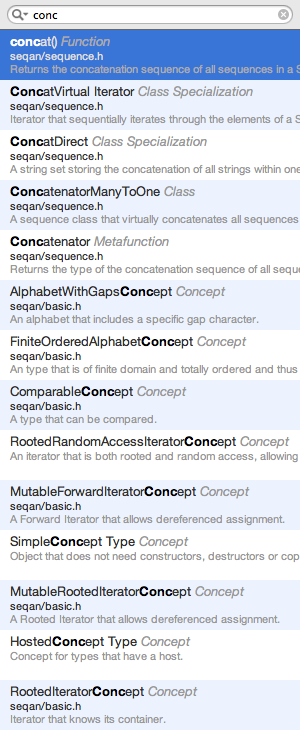 conc
concat() Function
seqan/sequence.h
Returns the concatenation sequence of all sequences in a S
ConcatVirtual Iterator Class Specialization
seqan/sequence.h
Iterator that sequentially iterates through the elements of a S
ConcatDirect Class Specialization
seqan/sequence.h
A string set storing the concatenation of all strings within one
ConcatenatorManyToOne Class
seqan/sequence.h
A sequence class that virtually concatenates all sequences
Concatenator Metafunction
seqan/sequence.h
Returns the type of the concatenation sequence of all seque
AlphabetWithGapsConcept Concept
seqan/basic.h
An alphabet that includes a specific gap character.
FiniteOrderedAlphabetConcept Concept
seqan/basic.h
An type that is of finite domain and totally ordered and thus
ComparableConcept Concept
seqan/basic.h
A type that can be compared.
RootedRandomAccessIteratorConcept Concept
An iterator that is both rooted and random access, allowing
MutableForwardIteratorConcept Concept
seqan/basic.h
A Forward Iterator that allows dereferenced assignment.
SimpleConcept Type Concept
Object that does not need constructors, destructors or cop
MutableRootedIteratorConcept Concept
seqan/basic.h
A Rooted Iterator that allows dereferenced assignment.
HostedConcept Type Concept
Concept for types that have a host.
RootedIteratorConcept Concept
seqan/basic.h
Iterator that knows its container.